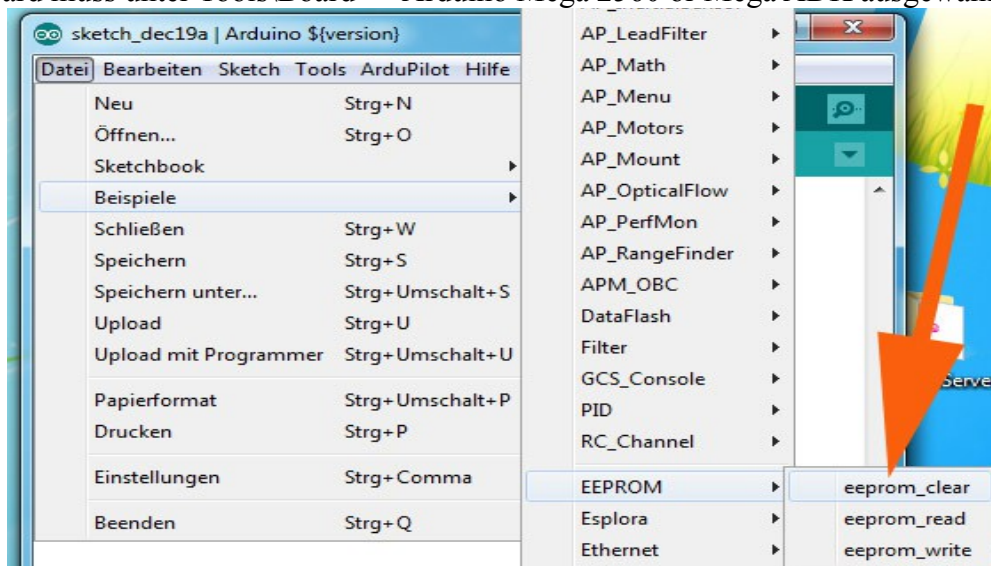 sketch_dec19a | Arduino ${version}
Datei Bearbeiten Sketch Tools ArduPilot Hilfe
Neu Strg+N
Öffnen... Strg+O
Sketchbook
Beispiele
Schließen Strg+W
Speichern Strg+S
Speichern unter... Strg+Umschalt+S
Upload Strg+U
Upload mit Programmer Strg+Umschalt+U
Papierformat Strg+Umschalt+P
Drucken Strg+P
Einstellungen Strg+Comma
Beenden Strg+Q
AP_LeadFilter
AP_Math
AP_Menu
AP_Motors
AP_Mount
AP_OpticalFlow
AP_PerfMon
AP_RangeFinder
APM_OBC
DataFlash
Filter
GCS_Console
PID
RC_Channel
EEPROM
Esplora
Ethernet
eeprom_clear
eeprom_read
eeprom_write